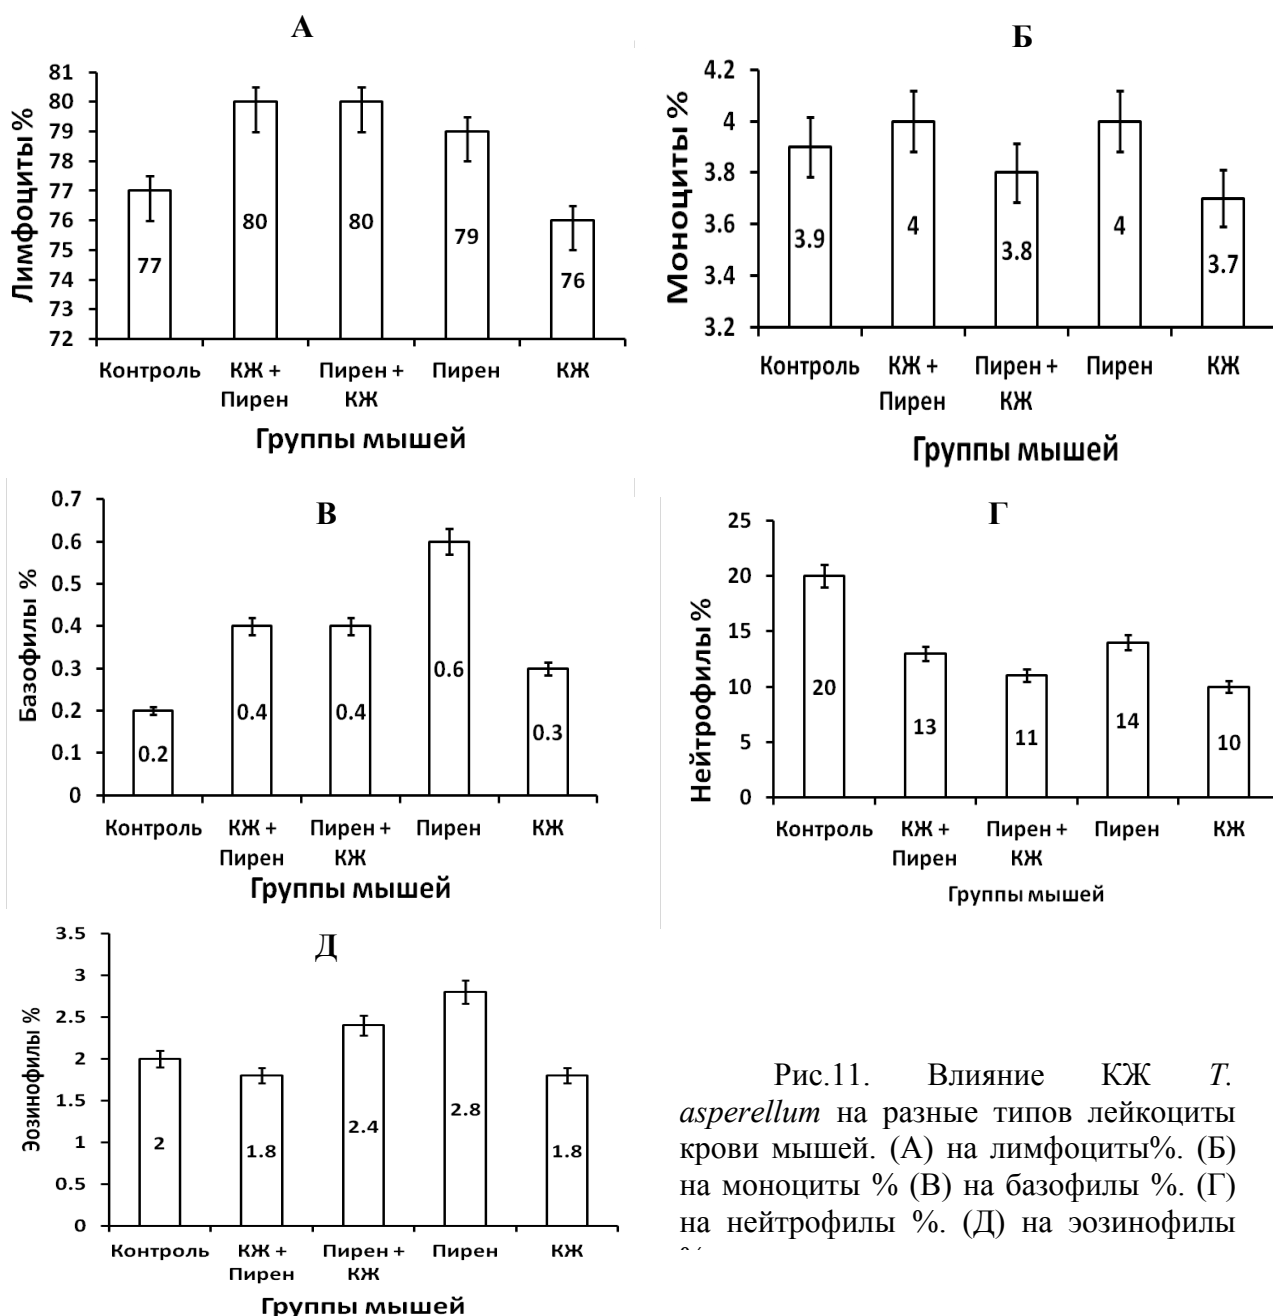 А
Лимфоциты %
81
80
79
78
77
76
75
74
73
72
77
80
80
79
76
Контроль
КЖ + Пирен
Пирен + КЖ
Пирен
КЖ
Группы мышей
Б
Моноциты %
4.2
4
3.8
3.6
3.4
3.2
3.9
4
3.8
4
3.7
Контроль
КЖ + Пирен
Пирен + КЖ
Пирен
КЖ
Группы мышей
В
Базофилы %
0.7
0.6
0.5
0.4
0.3
0.2
0.1
0
0.2
0.4
0.4
0.6
0.3
Контроль
КЖ + Пирен
Пирен + КЖ
Пирен
КЖ
Группы мышей
Г
Нейтрофилы %
25
20
15
10
5
0
20
13
11
14
10
Контроль
КЖ + Пирен
Пирен + КЖ
Пирен
КЖ
Группы мышей
Д
Эозинофилы %
3.5
3
2.5
2
1.5
1
0.5
0
2
1.8
2.4
2.8
1.8
Контроль
КЖ + Пирен
Пирен + КЖ
Пирен
КЖ
Группы мышей
Рис.11. Влияние КЖ T.
asperellum на разные типов лейкоциты
крови мышей. (А) на лимфоциты%. (Б)
на моноциты % (В) на базофилы %. (Г)
на нейтрофилы %. (Д) на эозинофилы